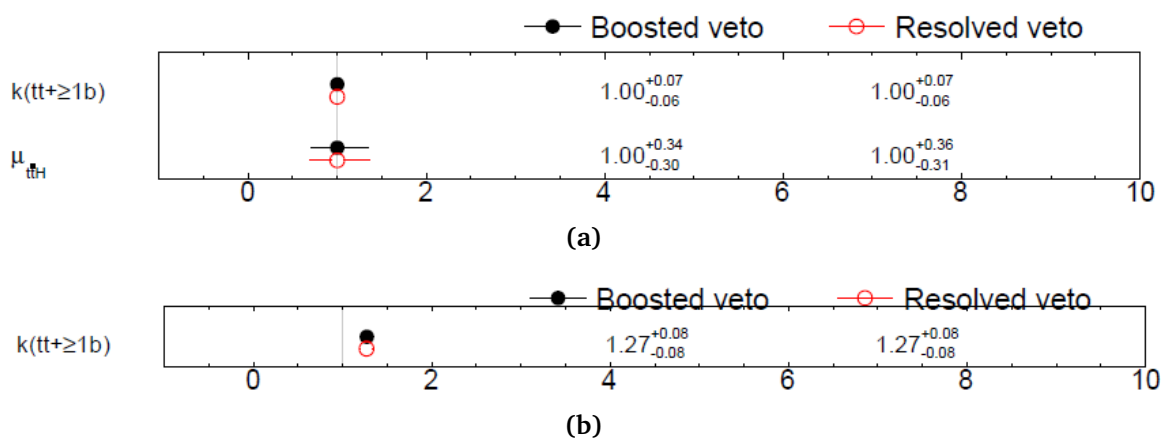 Boosted veto Resolved veto
k(tt+≥1b) 1.00 +0.07 -0.06 1.00 +0.07 -0.06
μ ttH 1.00 +0.34 -0.30 1.00 +0.36 -0.31
0 2 4 6 8 10
(a)
Boosted veto Resolved veto
k(tt+≥1b) 1.27 +0.08 -0.08 1.27 +0.08 -0.08
0 2 4 6 8 10
(b)